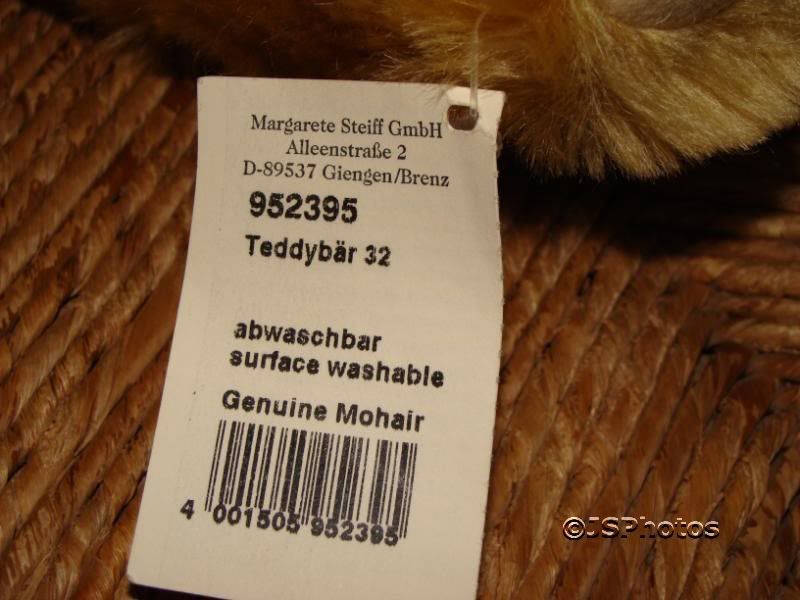 Margarete Steiff GmbH
Alleenstraße 2
D-89537 Giengen/Brenz
952395
Teddybär 32
abwaschbar
surface washable
Genuine Mohair
4 001505 952395
©JSPhotos